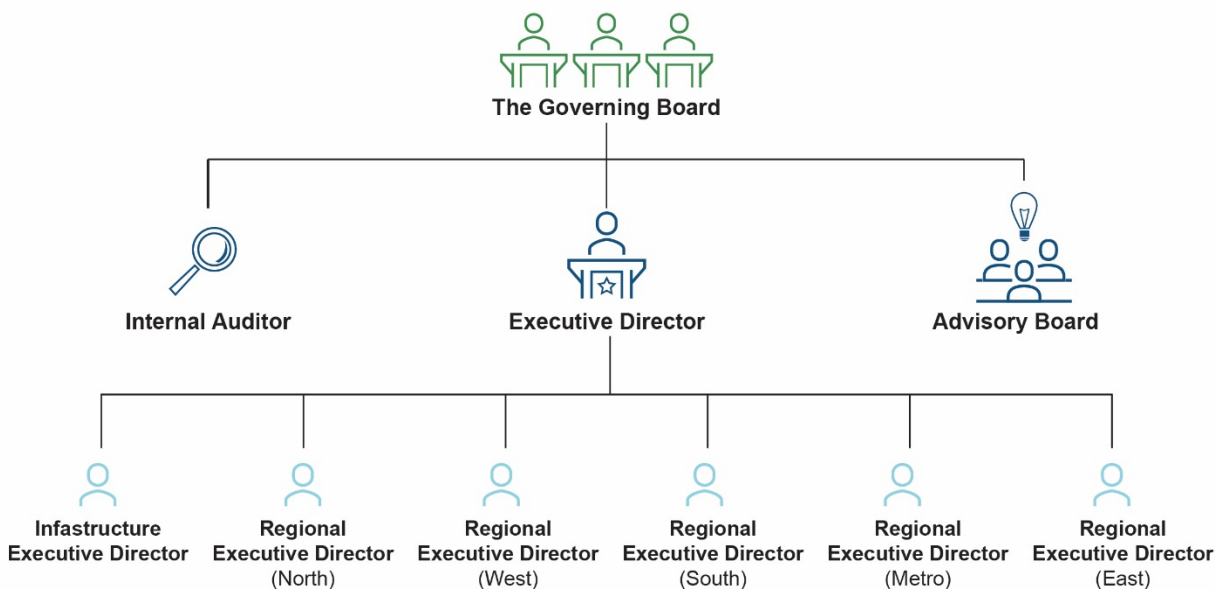 The Governing Board
Internal Auditor
Executive Director
Advisory Board
Infastructure
Executive Director
Regional
Executive Director
(North)
Regional
Executive Director
(West)
Regional
Executive Director
(South)
Regional
Executive Director
(Metro)
Regional
Executive Director
(East)